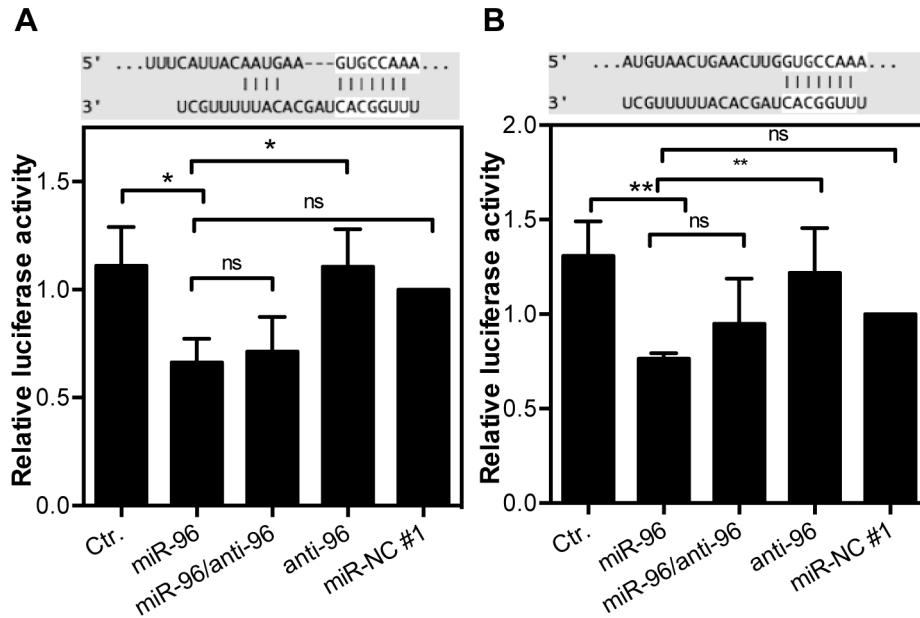 A
5' ...UUUCAUUACAAUGAA---GUGCCAAA...
3' UCGUUUUUACACGAUCACGGUUU
Relative luciferase activity
1.5
1.0
0.5
0.0
*
*
ns
ns
Ctr.
miR-96
miR-96/anti-96
anti-96
miR-NC #1
B
5' ...AUGUAACUGAACUUGGUGCCAAA...
3' UCGUUUUUACACGAUCACGGUUU
Relative luciferase activity
2.0
1.5
1.0
0.5
0.0
ns
**
**
ns
Ctr.
miR-96
miR-96/anti-96
anti-96
miR-NC #1